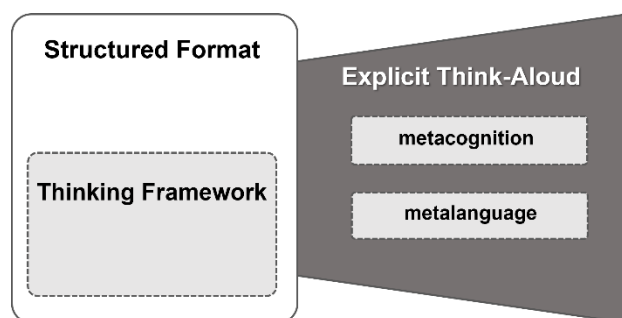 Structured Format
Thinking Framework
Explicit Think-Aloud
metacognition
metalanguage